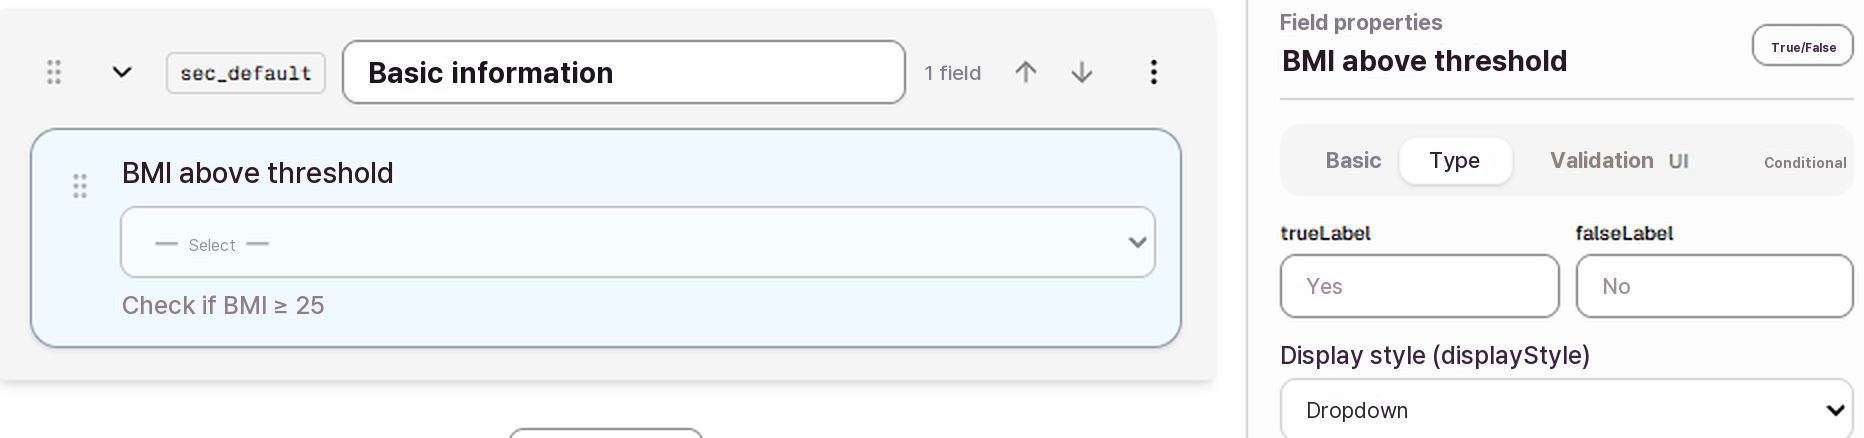 sec_default
Basic information
1 field
BMI above threshold
— Select —
Check if BMI ≥ 25
Field properties
BMI above threshold
True/False
Basic
Type
Validation
UI
Conditional
trueLabel
falseLabel
Yes
No
Display style (displayStyle)
Dropdown